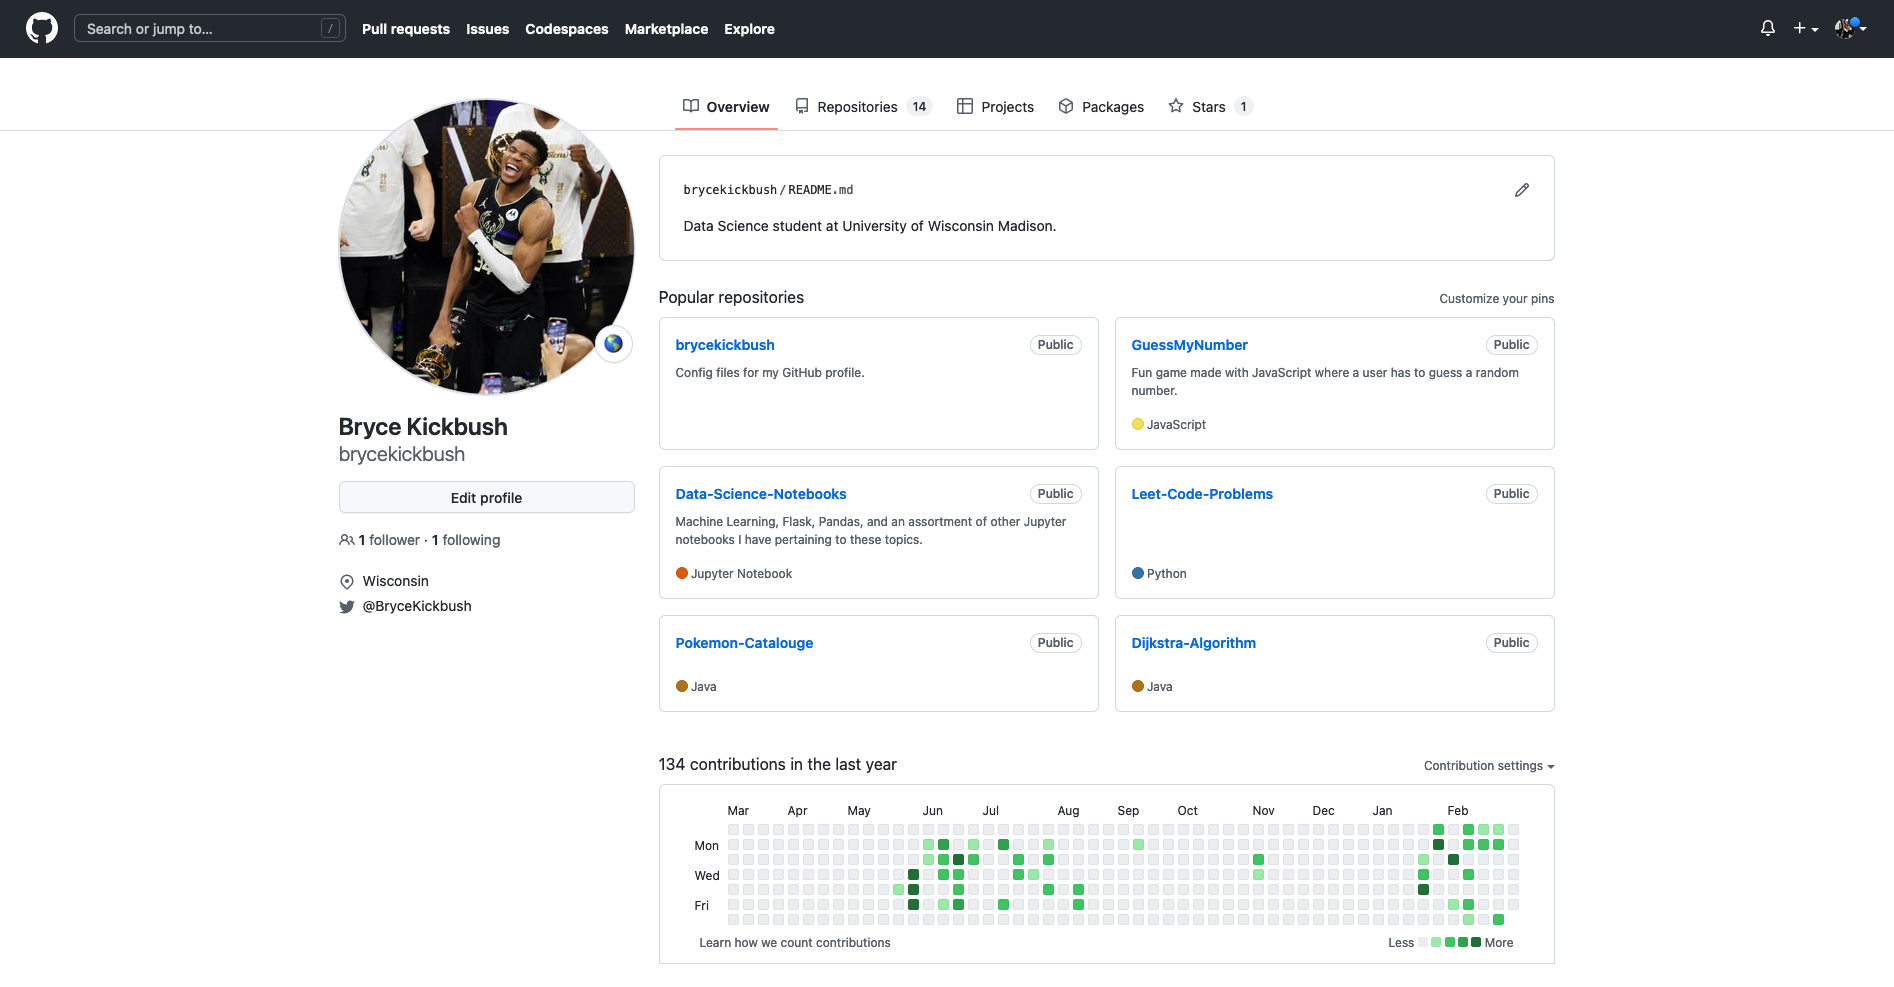 Search or jump to... /
Pull requests
Issues
Codespaces
Marketplace
Explore
Overview
Repositories 14
Projects
Packages
Stars 1
34
Bryce Kickbush
brycekickbush
Edit profile
1 follower · 1 following
Wisconsin
@BryceKickbush
brycekickbush/README.md
Data Science student at University of Wisconsin Madison.
Popular repositories
Customize your pins
brycekickbush Public
Config files for my GitHub profile.
GuessMyNumber Public
Fun game made with JavaScript where a user has to guess a random
number.
JavaScript
Data-Science-Notebooks Public
Machine Learning, Flask, Pandas, and an assortment of other Jupyter
notebooks I have pertaining to these topics.
Jupyter Notebook
Leet-Code-Problems Public
Python
Pokemon-Catalouge Public
Java
Dijkstra-Algorithm Public
Java
134 contributions in the last year
Contribution settings
Mar Apr May Jun Jul Aug Sep Oct Nov Dec Jan Feb
Mon
Wed
Fri
Learn how we count contributions
Less More